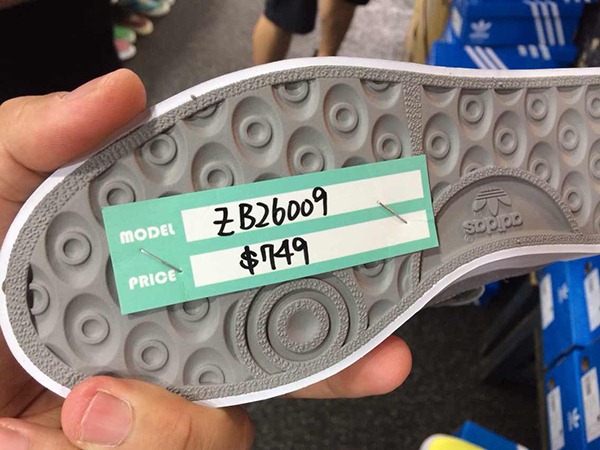 MODEL ZB26009
PRICE $749
adidas